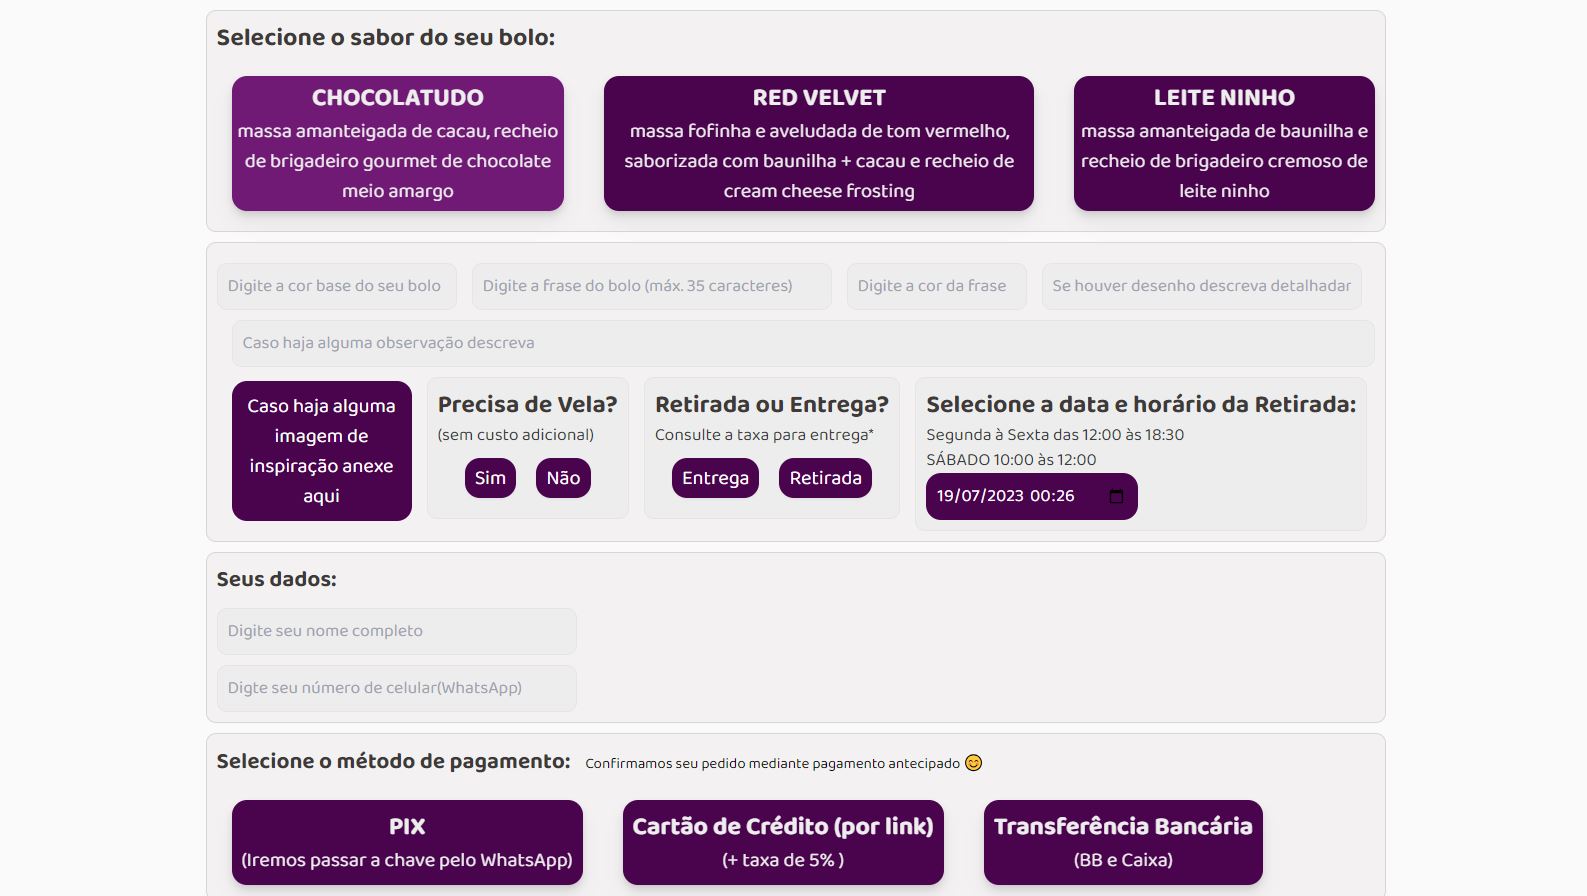 Selecione o sabor do seu bolo:
CHOCOLATUDO
massa amanteigada de cacau, recheio
de brigadeiro gourmet de chocolate
meio amargo
RED VELVET
massa fofinha e aveludada de tom vermelho,
saborizada com baunilha + cacau e recheio de
cream cheese frosting
LEITE NINHO
massa amanteigada de baunilha e
recheio de brigadeiro cremoso de
leite ninho
Digite a cor base do seu bolo
Digite a frase do bolo (máx. 35 caracteres)
Digite a cor da frase
Se houver desenho descreva detalhadar
Caso haja alguma observação descreva
Caso haja alguma
imagem de
inspiração anexe
aqui
Precisa de Vela?
(sem custo adicional)
Sim
Não
Retirada ou Entrega?
Consulte a taxa para entrega*
Entrega
Retirada
Selecione a data e horário da Retirada:
Segunda à Sexta das 12:00 às 18:30
SÁBADO 10:00 às 12:00
19/07/2023 00:26
Seus dados:
Digite seu nome completo
Digte seu número de celular(WhatsApp)
Selecione o método de pagamento:
Confirmamos seu pedido mediante pagamento antecipado 😊
PIX
(Iremos passar a chave pelo WhatsApp)
Cartão de Crédito (por link)
(+ taxa de 5% )
Transferência Bancária
(BB e Caixa)